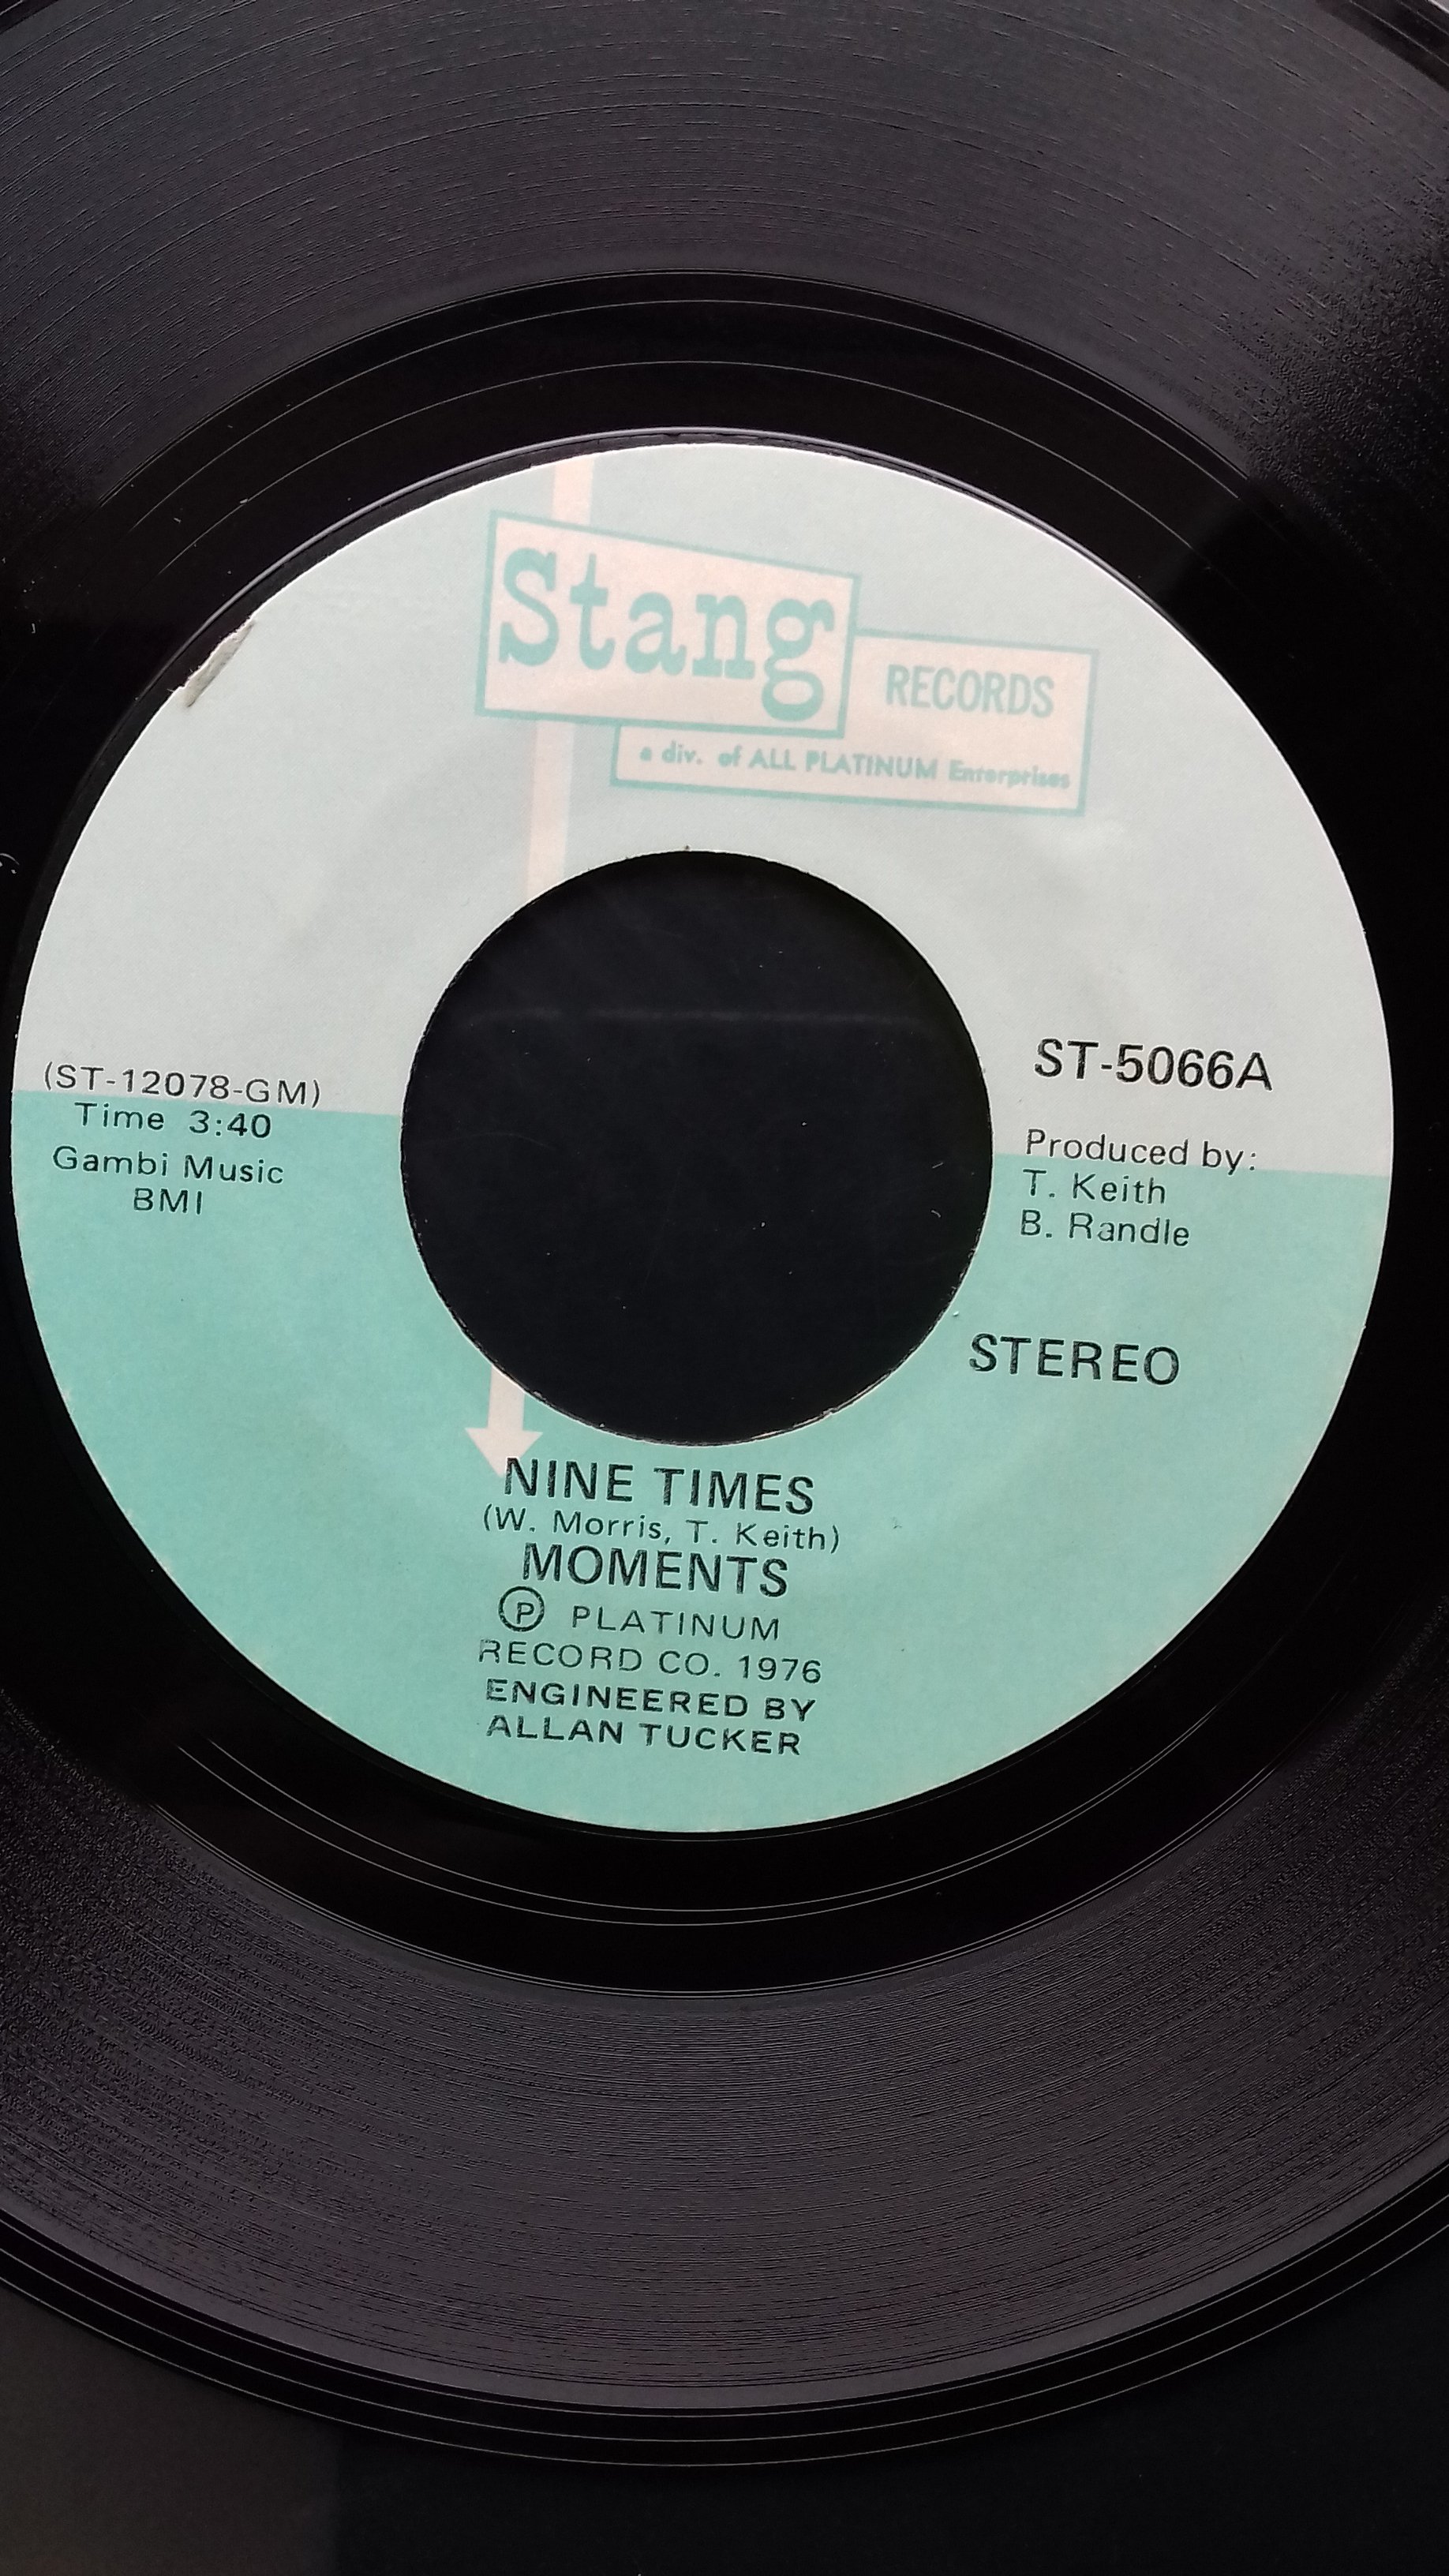 Stang
RECORDS
a div. of ALL PLATINUM Enterprises
(ST-12078-GM)
Time 3:40
Gambi Music
BMI
ST-5066A
Produced by:
T. Keith
B. Randle
STEREO
NINE TIMES
(W. Morris, T. Keith)
MOMENTS
Ⓟ PLATINUM
RECORD CO. 1976
ENGINEERED BY
ALLAN TUCKER